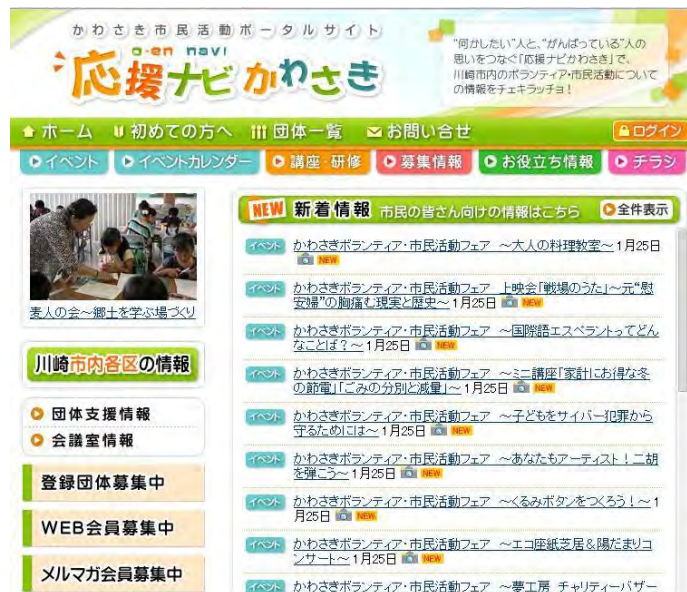 かわさき市民活動ポータルサイト
o-en navi
応援ナビかわさき
"何かしたい"人と、"がんばっている"人の
思いをつなぐ「応援ナビかわさき」で、
川崎市内のボランティア・市民活動について
の情報をチェキラッチョ！
ホーム 初めての方へ 団体一覧 お問い合せ ログイン
イベント イベントカレンダー 講座・研修 募集情報 お役立ち情報 チラシ
NEW 新着情報 市民の皆さん向けの情報はこちら 全件表示
素人の会～郷土を学ぶ場づくり
川崎市内各区の情報
団体支援情報
会議室情報
登録団体募集中
WEB会員募集中
メルマガ会員募集中
イベント かわさきボランティア・市民活動フェア ～大人の料理教室～1月25日
NEW
イベント かわさきボランティア・市民活動フェア 上映会「戦場のうた」～元“慰
安婦”の胸痛む現実と歴史～1月25日 NEW
イベント かわさきボランティア・市民活動フェア ～国際語エスペラントってどん
なことば？～1月25日 NEW
イベント かわさきボランティア・市民活動フェア ～ミニ講座「家計にお得な冬
の節電」「ごみの分別と減量」～1月25日 NEW
イベント かわさきボランティア・市民活動フェア ～子どもをサイバー犯罪から
守るためには～1月25日 NEW
イベント かわさきボランティア・市民活動フェア ～あなたもアーティスト！二胡
を弾こう～1月25日 NEW
イベント かわさきボランティア・市民活動フェア ～くるみボタンをつくろう！～1
月25日 NEW
イベント かわさきボランティア・市民活動フェア ～エコ座紙芝居＆陽だまりコ
ンサート～1月25日 NEW
イベント かわさきボランティア・市民活動フェア ～夢工房 チャリティーバザー